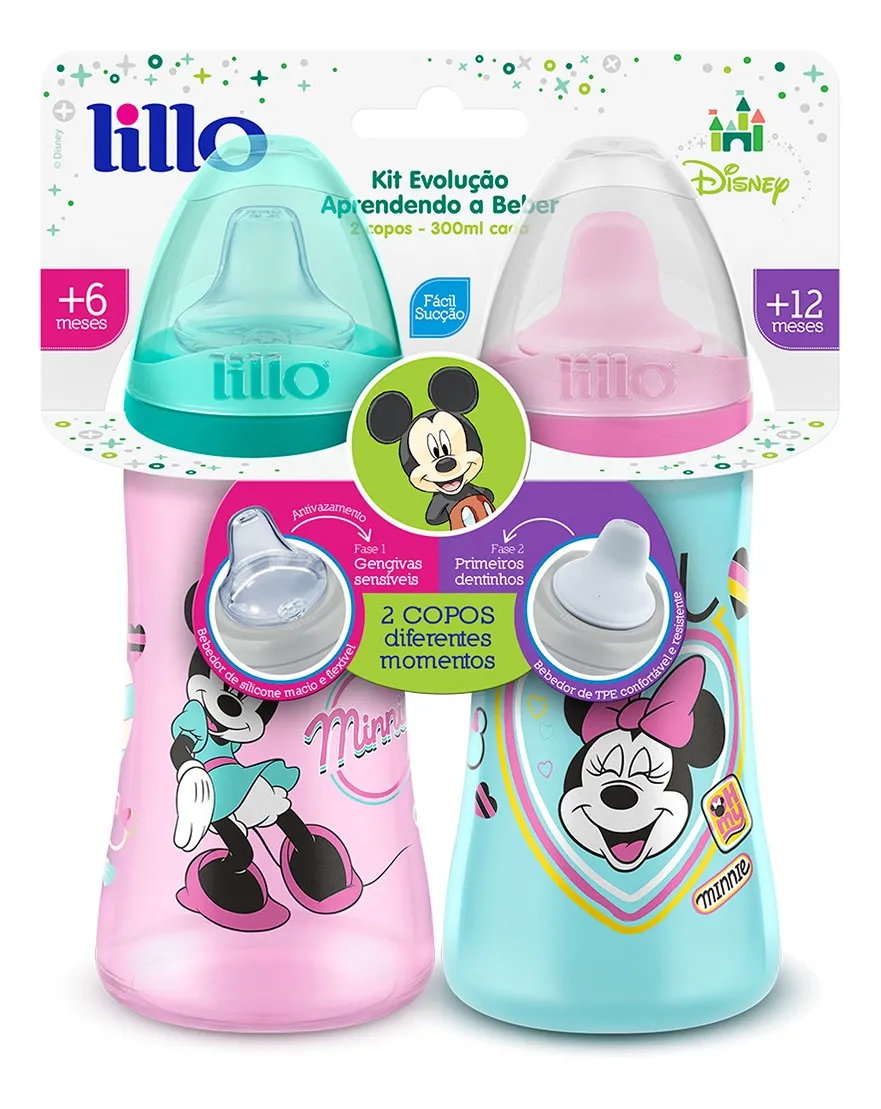 © Disney
lillo
Kit Evolução
Aprendendo a Beber
2 copos - 300ml cada
Disney
+6
meses
Fácil
Sucção
+12
meses
lillo
lillo
Antivazamento
Fase 1
Gengivas
sensíveis
Fase 2
Primeiros
dentinhos
Bebedor de silicone macio e flexível
2 COPOS
diferentes
momentos
Bebedor de TPE confortável e resistente
Minni
OH
my
minnie